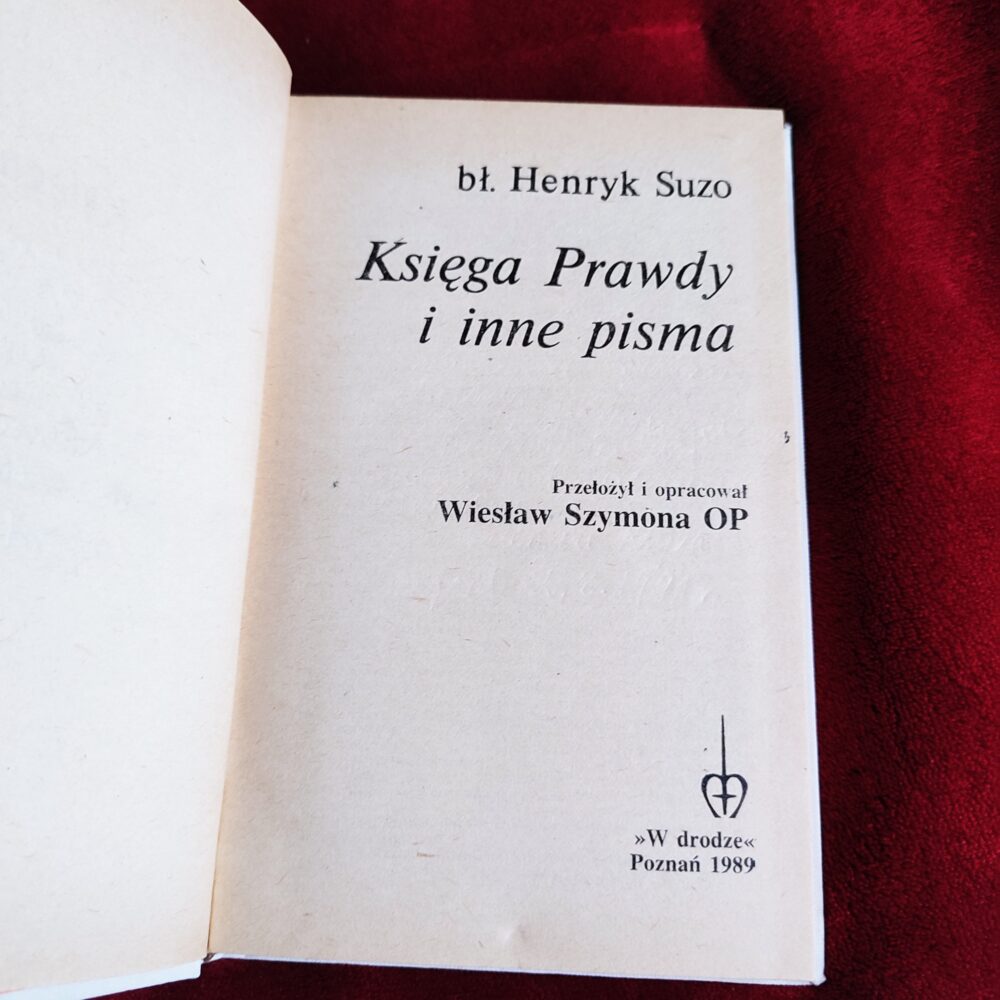 bł. Henryk Suzo
Księga Prawdy
i inne pisma
Przełożył i opracował
Wiesław Szymona OP
»W drodze«
Poznań 1989